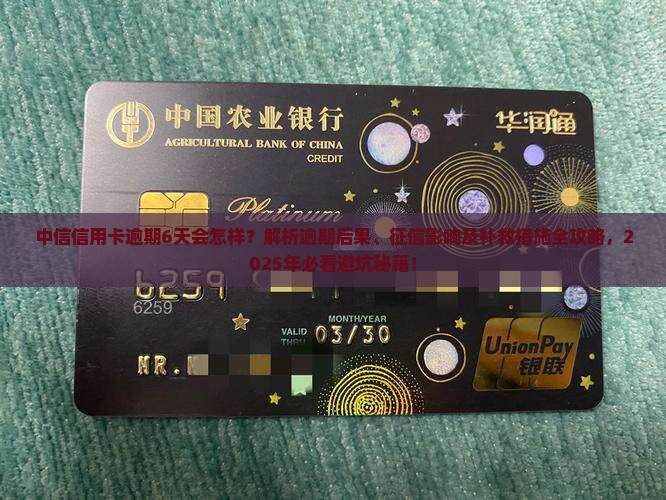 中国农业银行
华润通
AGRICULTURAL BANK OF CHINA
CREDIT
Platinum
中信信用卡逾期6天会怎样？解析逾期后果、征信影响及补救措施全攻略，2
025年必看避坑秘籍！
6259
6259
MONTH/YEAR
VALID
THRU
03/30
UnionPay
银联
MR.